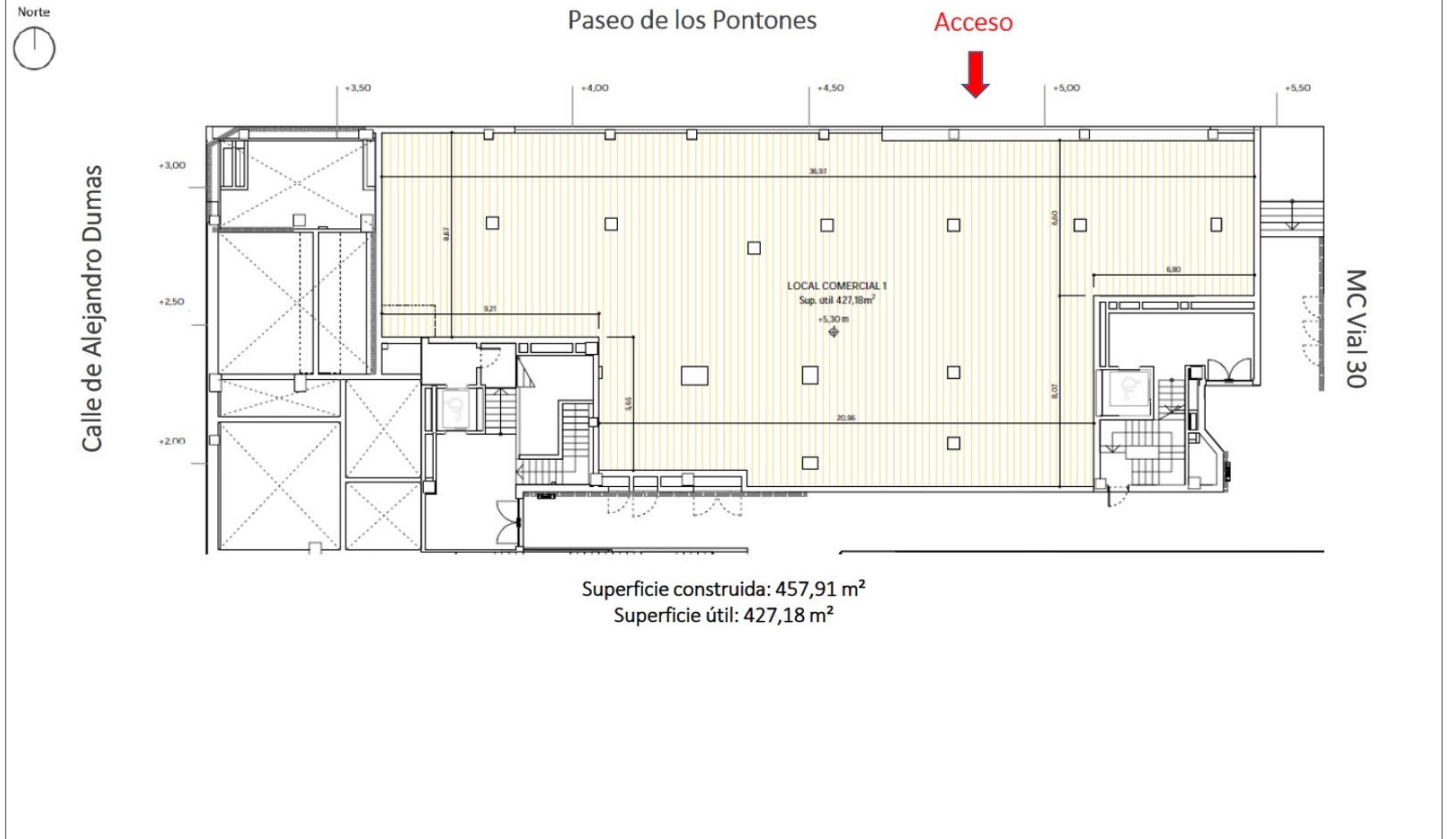 Norte
Paseo de los Pontones
Acceso
+3,50
+4,00
+4,50
+5,00
+5,50
+3,00
36,97
Calle de Alejandro Dumas
8,67
6,60
6,80
MC Vial 30
LOCAL COMERCIAL 1
Sup. útil 427,18m²
+5,30 m
+2,50
9,21
5,65
8,07
20,96
+2,00
Superficie construida: 457,91 m²
Superficie útil: 427,18 m²